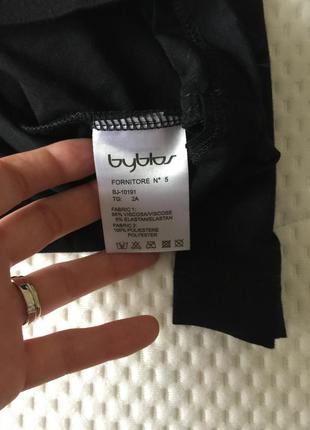 byblos
FORNITORE N° 5
BJ-10191
TG: 2A
FABRIC 1:
95% VISCOSA/VISCOSE
5% ELASTAN/ELASTANE
FABRIC 2:
100% POLIESTERE
POLYESTER